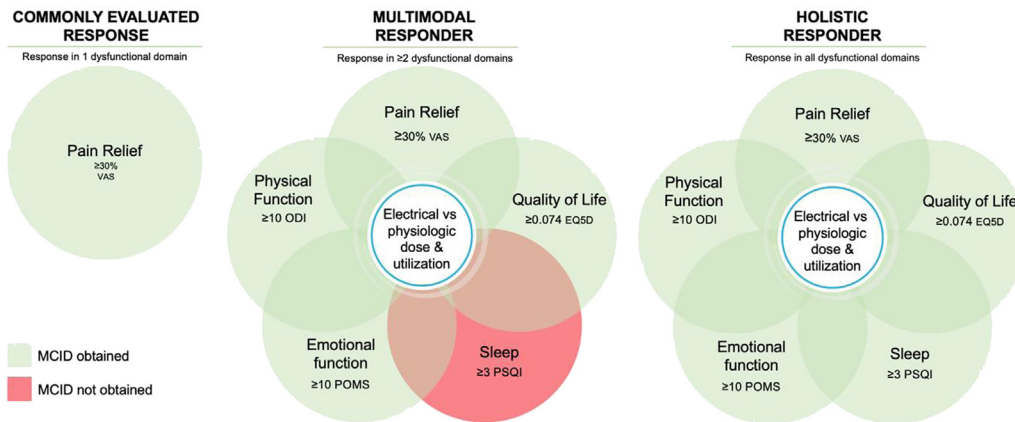 COMMONLY EVALUATED
RESPONSE
Response in 1 dysfunctional domain
Pain Relief
≥30%
VAS
MULTIMODAL
RESPONDER
Response in ≥2 dysfunctional domains
Pain Relief
≥30% VAS
Physical
Function
≥10 ODI
Quality of Life
≥0.074 EQ5D
Electrical vs
physiologic
dose &
utilization
Emotional
function
≥10 POMS
Sleep
≥3 PSQI
HOLISTIC
RESPONDER
Response in all dysfunctional domains
Pain Relief
≥30% VAS
Physical
Function
≥10 ODI
Quality of Life
≥0.074 EQ5D
Electrical vs
physiologic
dose &
utilization
Emotional
function
≥10 POMS
Sleep
≥3 PSQI
MCID obtained
MCID not obtained